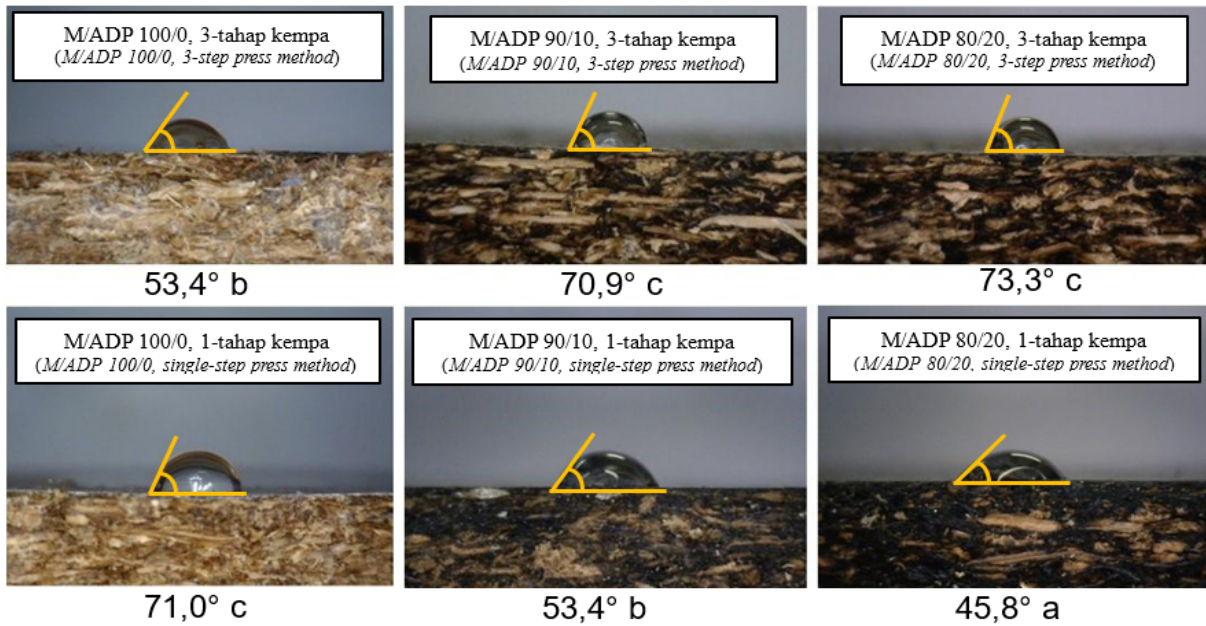 M/ADP 100/0, 3-tahap kempa
(M/ADP 100/0, 3-step press method)
M/ADP 90/10, 3-tahap kempa
(M/ADP 90/10, 3-step press method)
M/ADP 80/20, 3-tahap kempa
(M/ADP 80/20, 3-step press method)
53,4° b
70,9° c
73,3° c
M/ADP 100/0, 1-tahap kempa
(M/ADP 100/0, single-step press method)
M/ADP 90/10, 1-tahap kempa
(M/ADP 90/10, single-step press method)
M/ADP 80/20, 1-tahap kempa
(M/ADP 80/20, single-step press method)
71,0° c
53,4° b
45,8° a